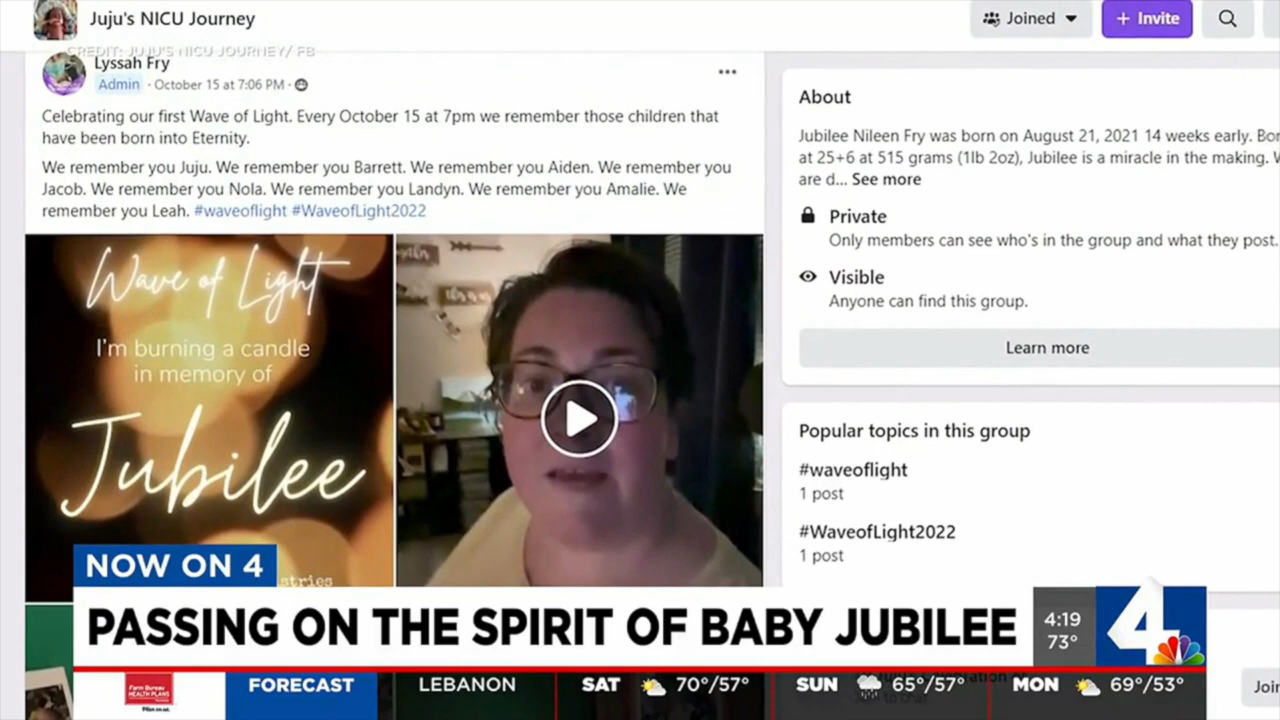 Juju's NICU Journey
Joined
+ Invite
CREDIT: JUJU'S NICU JOURNEY/ FB
Lyssah Fry
Admin · October 15 at 7:06 PM ·
Celebrating our first Wave of Light. Every October 15 at 7pm we remember those children that
have been born into Eternity.
We remember you Juju. We remember you Barrett. We remember you Aiden. We remember you
Jacob. We remember you Nola. We remember you Landyn. We remember you Amalie. We
remember you Leah. #waveoflight #WaveofLight2022
Wave of Light
I'm burning a candle
in memory of
Jubilee
stries
About
Jubilee Nileen Fry was born on August 21, 2021 14 weeks early. Bor
at 25+6 at 515 grams (1lb 2oz), Jubilee is a miracle in the making. W
are d... See more
Private
Only members can see who's in the group and what they post.
Visible
Anyone can find this group.
Learn more
Popular topics in this group
#waveoflight
1 post
#WaveofLight2022
1 post
NOW ON 4
PASSING ON THE SPIRIT OF BABY JUBILEE
4:19
73°
4
Farm Bureau
HEALTH PLANS
FORECAST
LEBANON
SAT 70°/57°
SUN 65°/57°
MON 69°/53°
Join